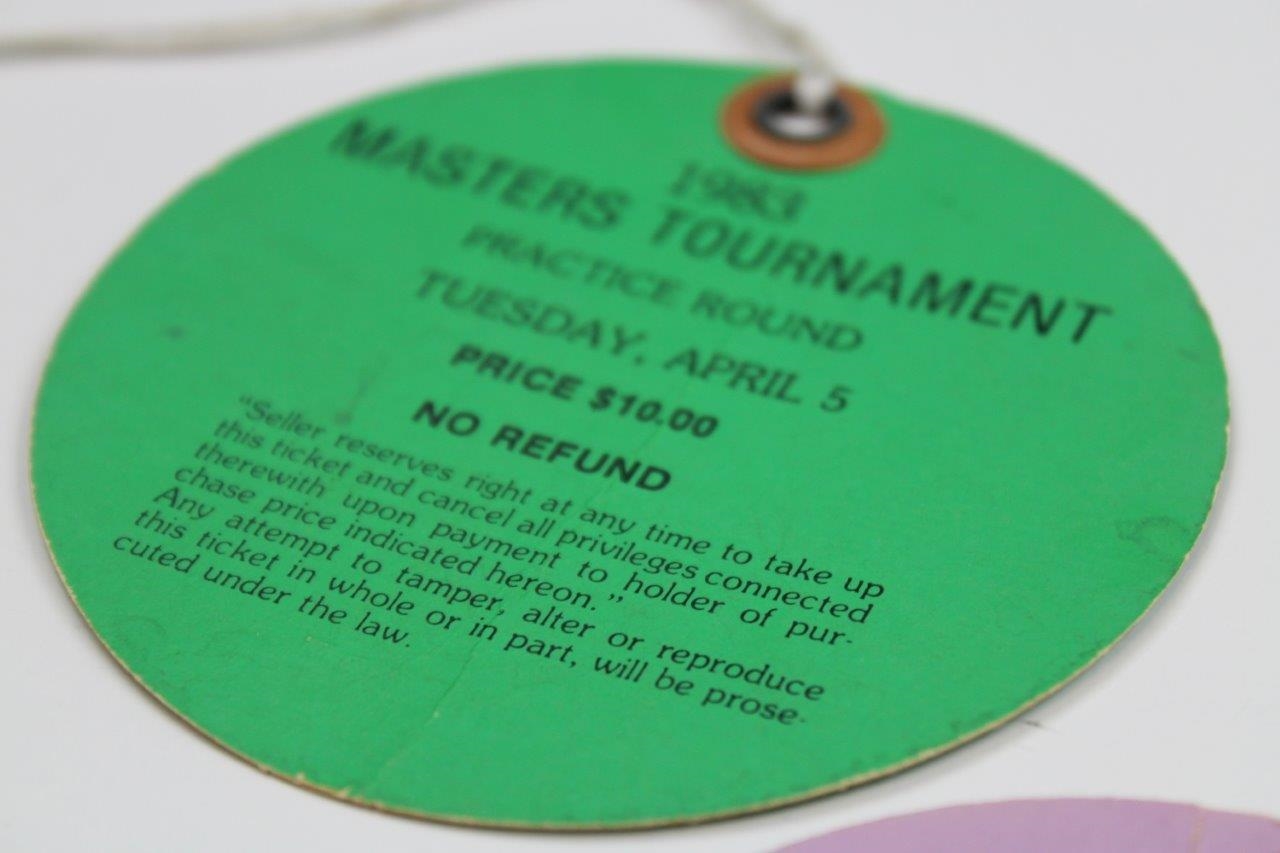 1983
MASTERS TOURNAMENT
PRACTICE ROUND
TUESDAY, APRIL 5
PRICE $10.00
NO REFUND
"Seller reserves right at any time to take up
this ticket and cancel all privileges connected
therewith upon payment to holder of pur-
chase price indicated hereon."
Any attempt to tamper, alter or reproduce
this ticket in whole or in part, will be prose-
cuted under the law.